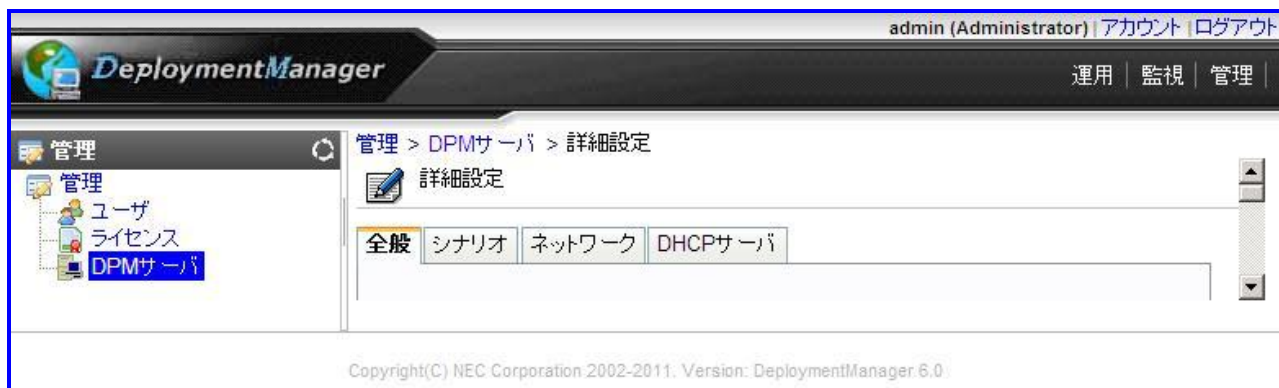 admin (Administrator) | アカウント | ログアウト
DeploymentManager
運用 | 監視 | 管理 |
管理
管理
ユーザ
ライセンス
DPMサーバ
管理 > DPMサーバ > 詳細設定
詳細設定
全般 シナリオ ネットワーク DHCPサーバ
Copyright(C) NEC Corporation 2002-2011. Version: DeploymentManager 6.0